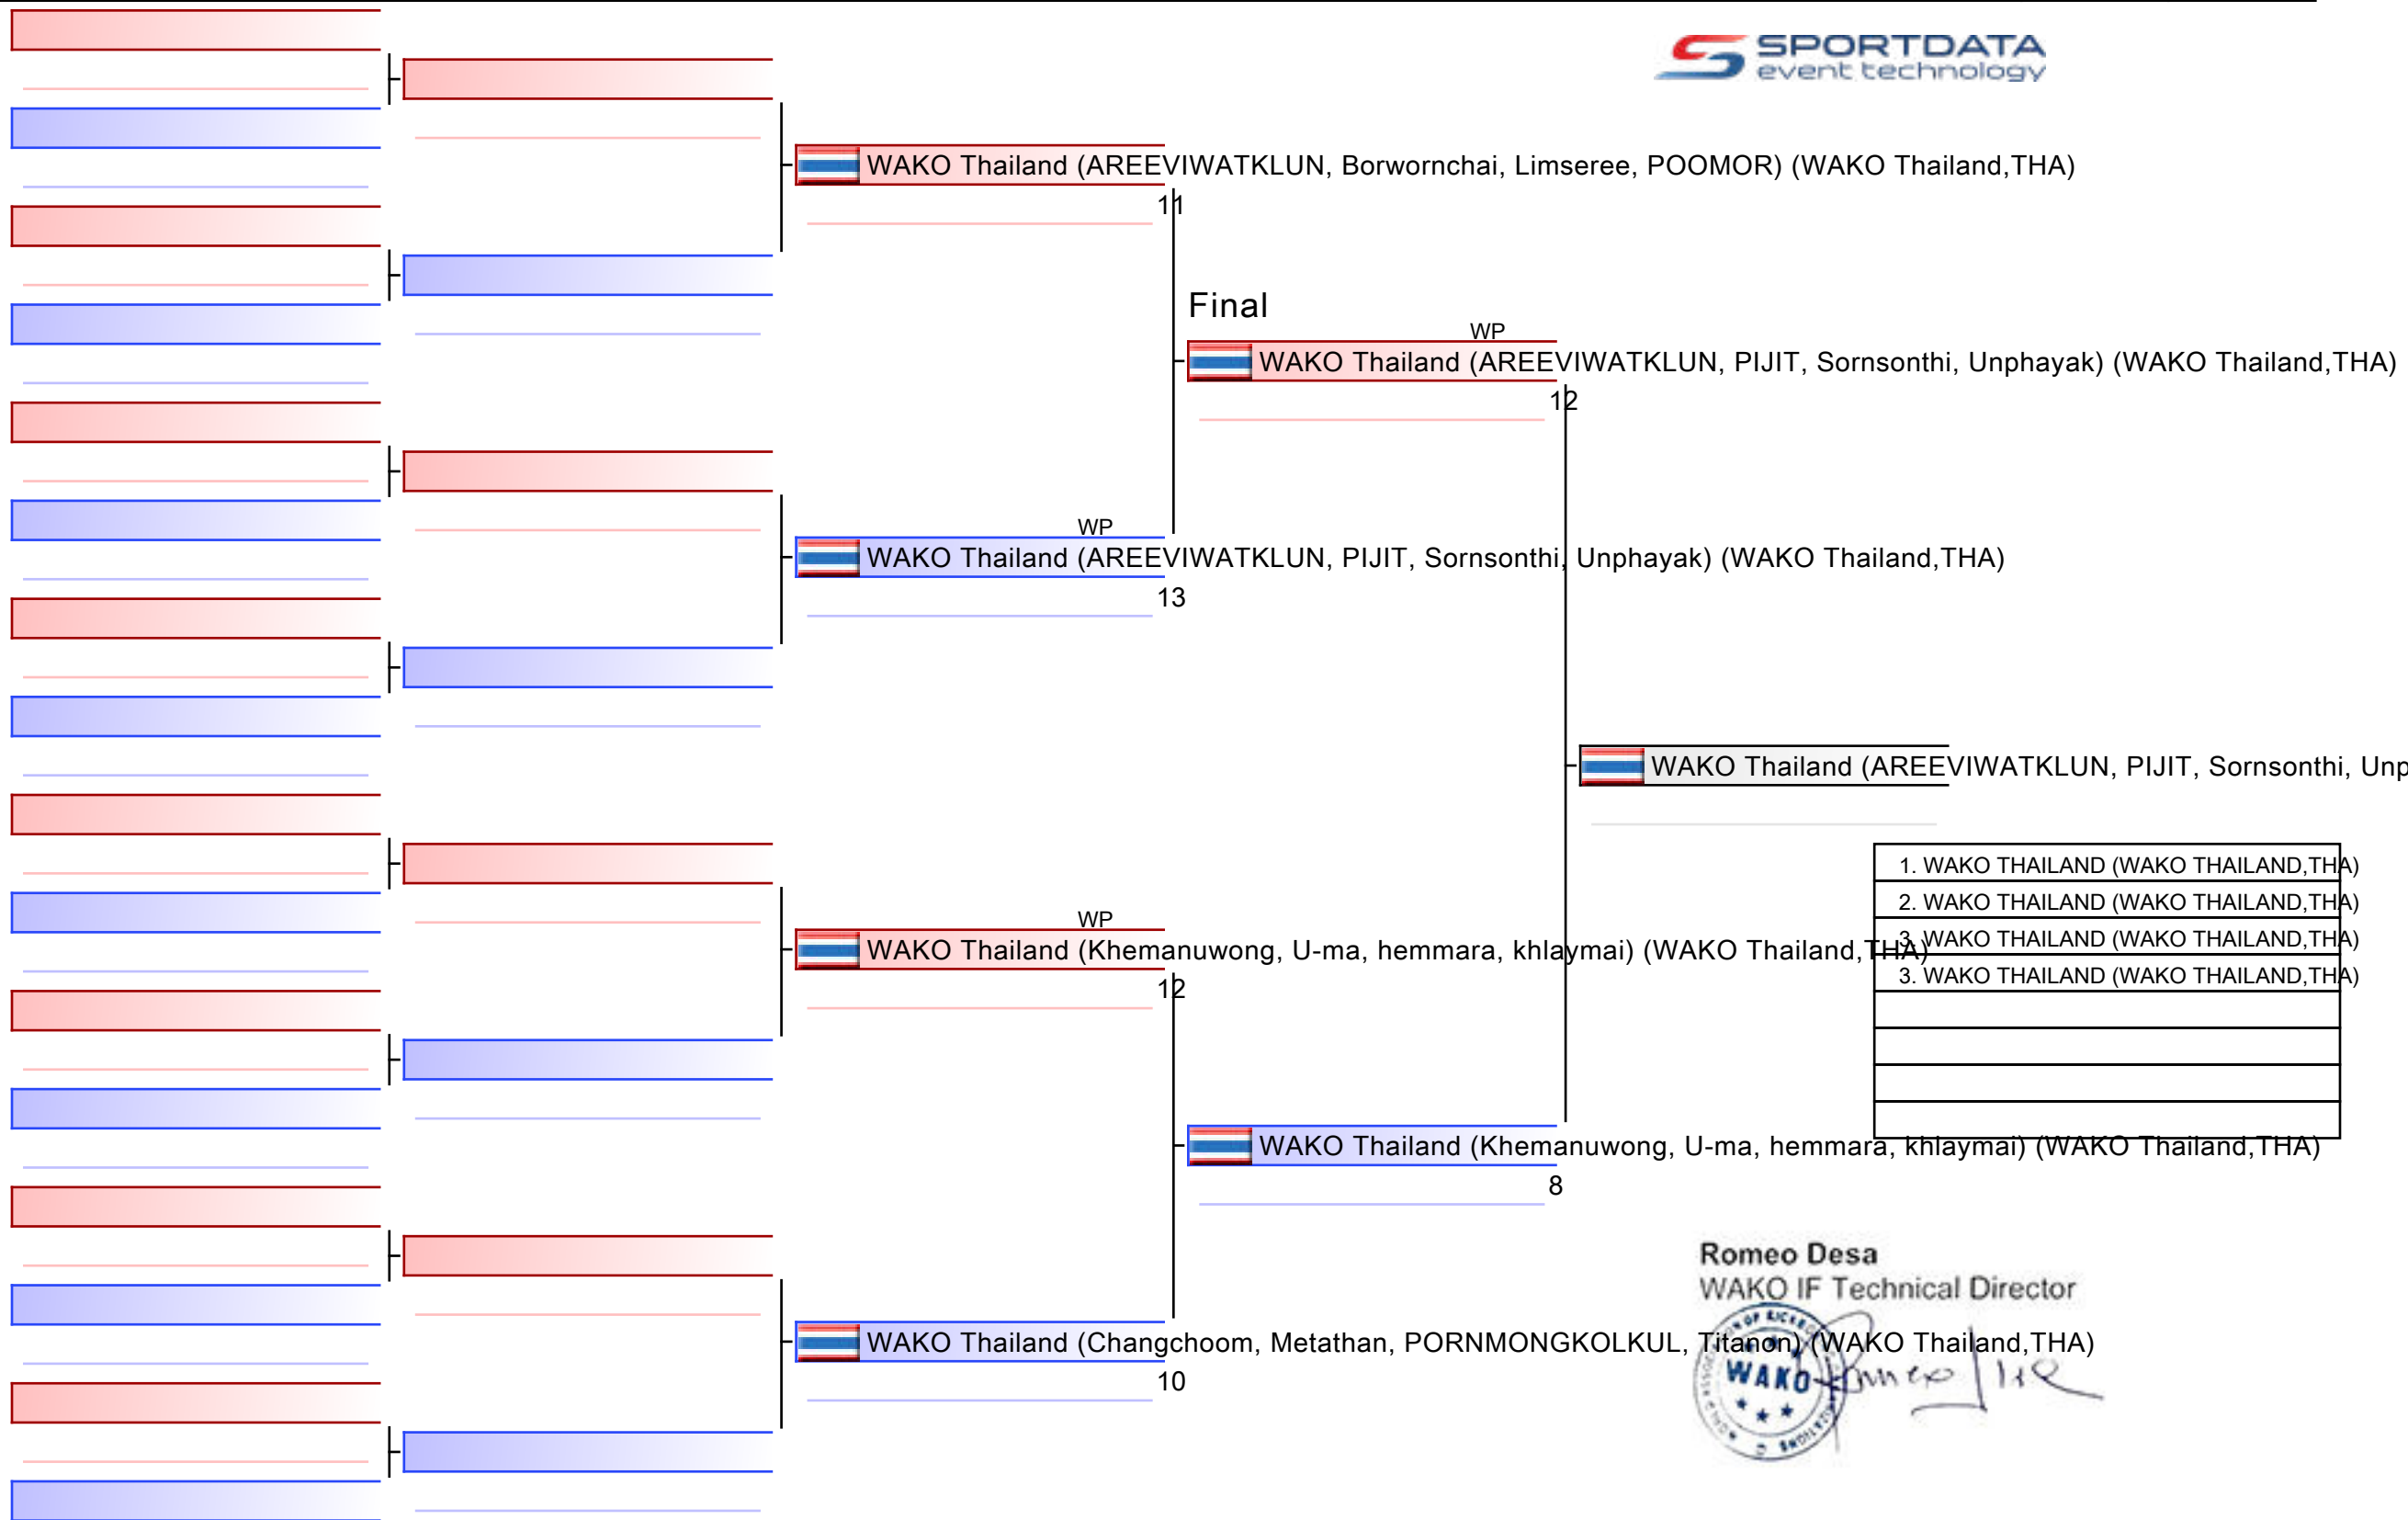 SPORTDATA
event technology
WAKO Thailand (AREEVIWATKLUN, Borwornchai, Limseree, POOMOR) (WAKO Thailand,THA)
11
Final
WP
WAKO Thailand (AREEVIWATKLUN, PIJIT, Sornsonthi, Unphayak) (WAKO Thailand,THA)
12
WP
WAKO Thailand (AREEVIWATKLUN, PIJIT, Sornsonthi, Unphayak) (WAKO Thailand,THA)
13
WAKO Thailand (AREEVIWATKLUN, PIJIT, Sornsonthi, Unp
1. WAKO THAILAND (WAKO THAILAND,THA)
2. WAKO THAILAND (WAKO THAILAND,THA)
3. WAKO THAILAND (WAKO THAILAND,THA)
3. WAKO THAILAND (WAKO THAILAND,THA)
WP
WAKO Thailand (Khemanuwong, U-ma, hemmara, khlaymai) (WAKO Thailand,THA)
12
WAKO Thailand (Khemanuwong, U-ma, hemmara, khlaymai) (WAKO Thailand,THA)
8
Romeo Desa
WAKO IF Technical Director
WAKO Thailand (Changchoom, Metathan, PORNMONGKOLKUL, Titanon) (WAKO Thailand,THA)
10
WAKO